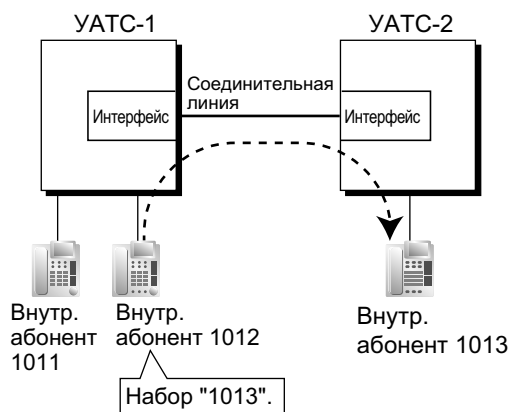 УАТС-1
УАТС-2
Соединительная
линия
Интерфейс
Интерфейс
Внутр.
абонент
1011
Внутр.
абонент 1012
Внутр.
абонент 1013
Набор "1013".